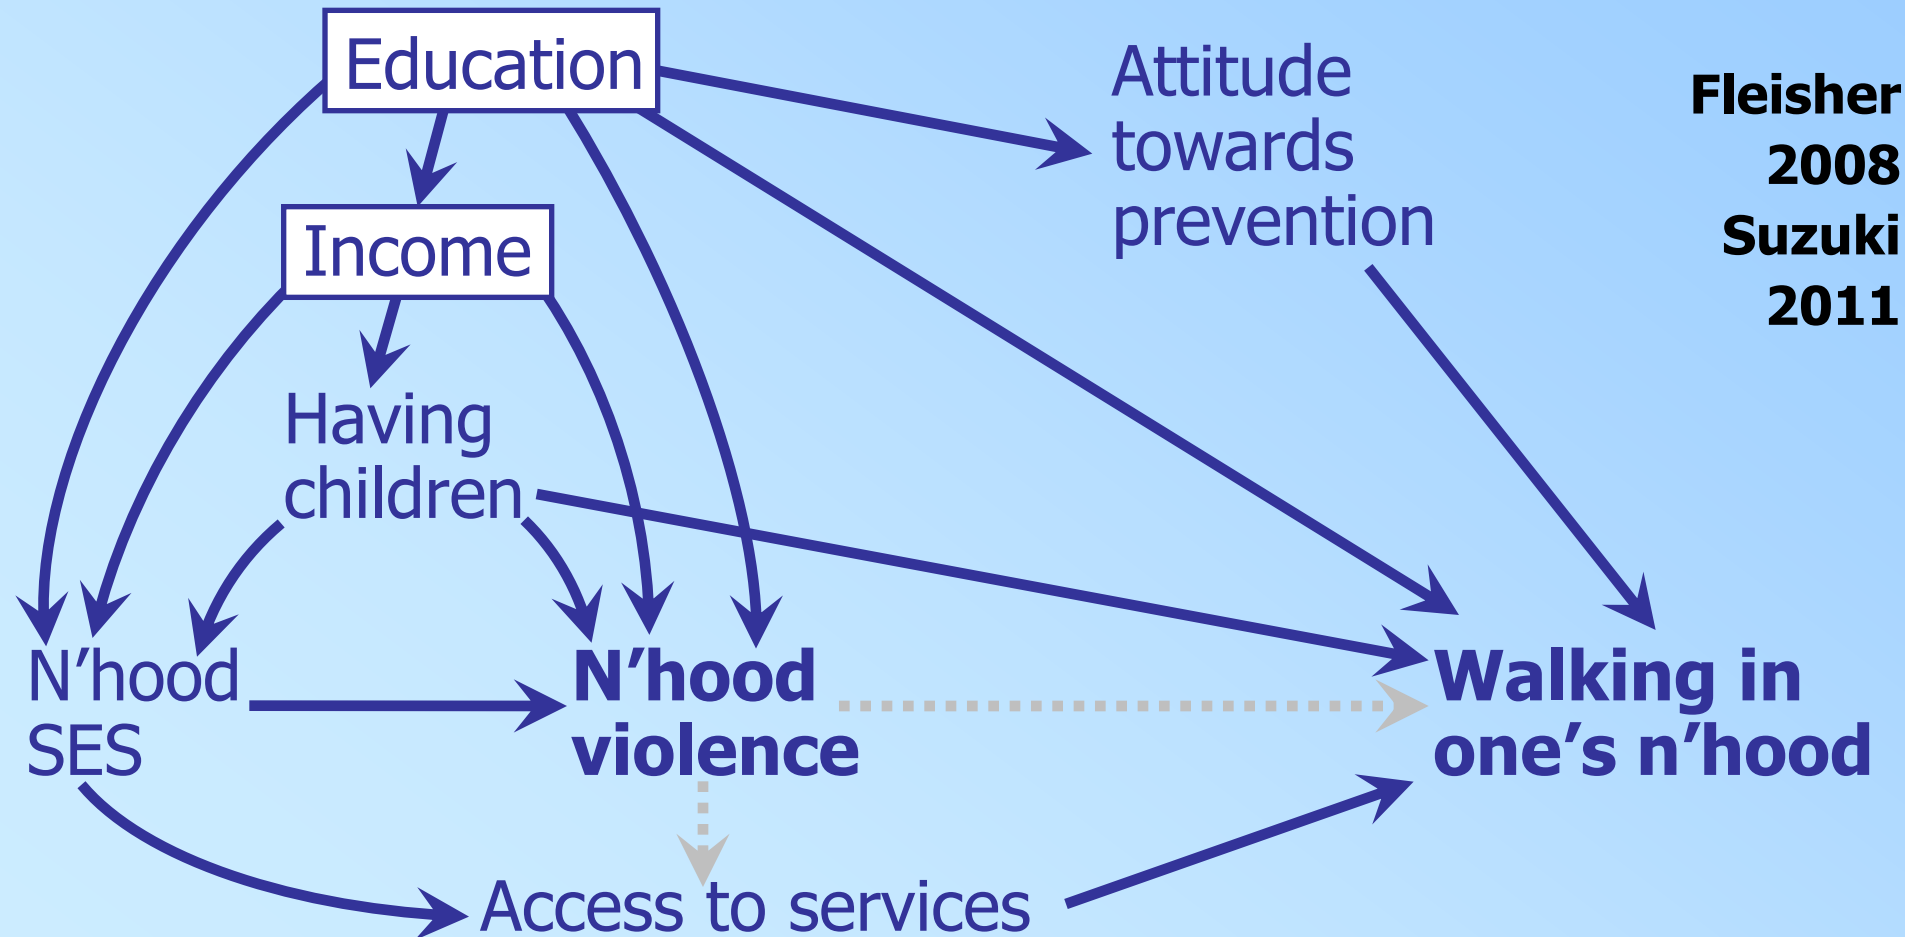 Education
Attitude
towards
prevention
Fleisher
2008
Suzuki
2011
Income
Having
children
N’hood
SES
N’hood
violence
Walking in
one’s n’hood
Access to services